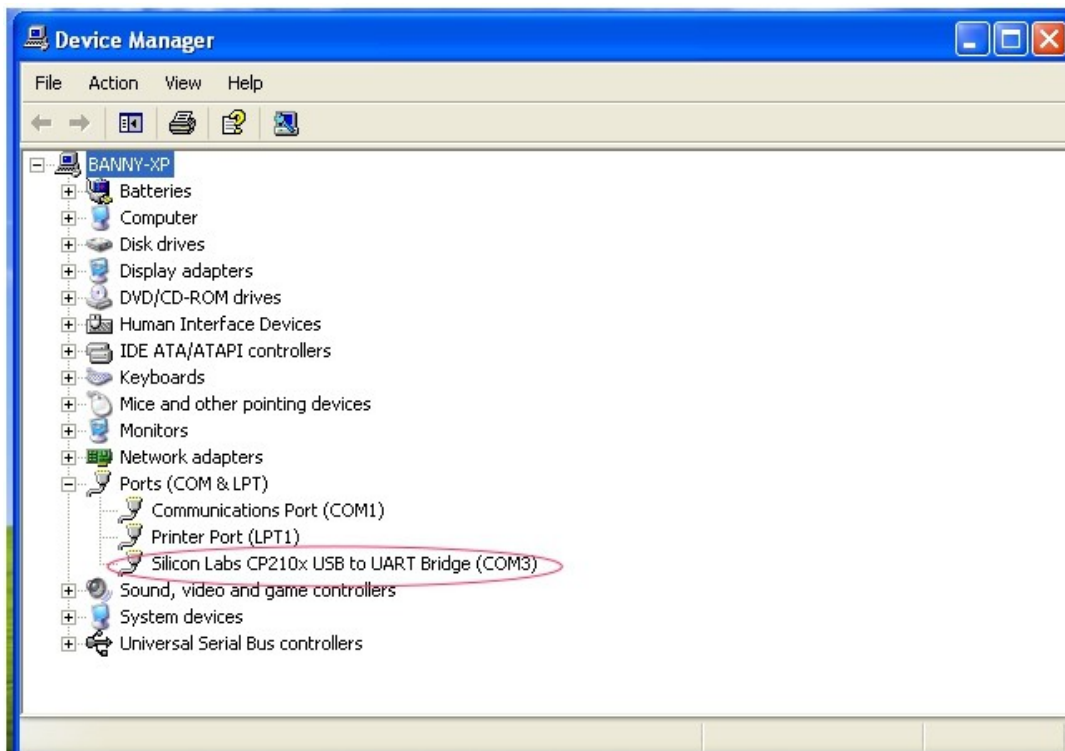 Device Manager
File Action View Help
BANNY-XP
Batteries
Computer
Disk drives
Display adapters
DVD/CD-ROM drives
Human Interface Devices
IDE ATA/ATAPI controllers
Keyboards
Mice and other pointing devices
Monitors
Network adapters
Ports (COM & LPT)
Communications Port (COM1)
Printer Port (LPT1)
Silicon Labs CP210x USB to UART Bridge (COM3)
Sound, video and game controllers
System devices
Universal Serial Bus controllers